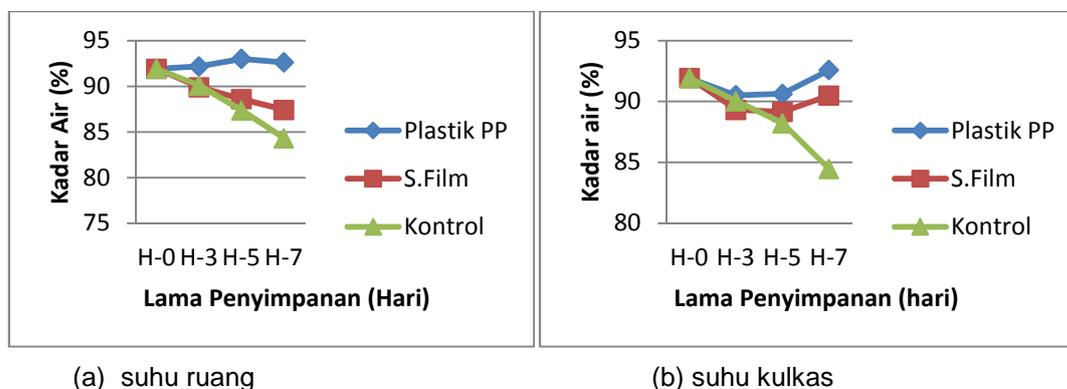 95
90
85
80
75
Kadar Air (%)
H-0 H-3 H-5 H-7
Lama Penyimpanan (Hari)
Plastik PP
S.Film
Kontrol
(a) suhu ruang
95
90
85
80
Kadar air (%)
H-0 H-3 H-5 H-7
Lama Penyimpanan (hari)
Plastik PP
S.Film
Kontrol
(b) suhu kulkas